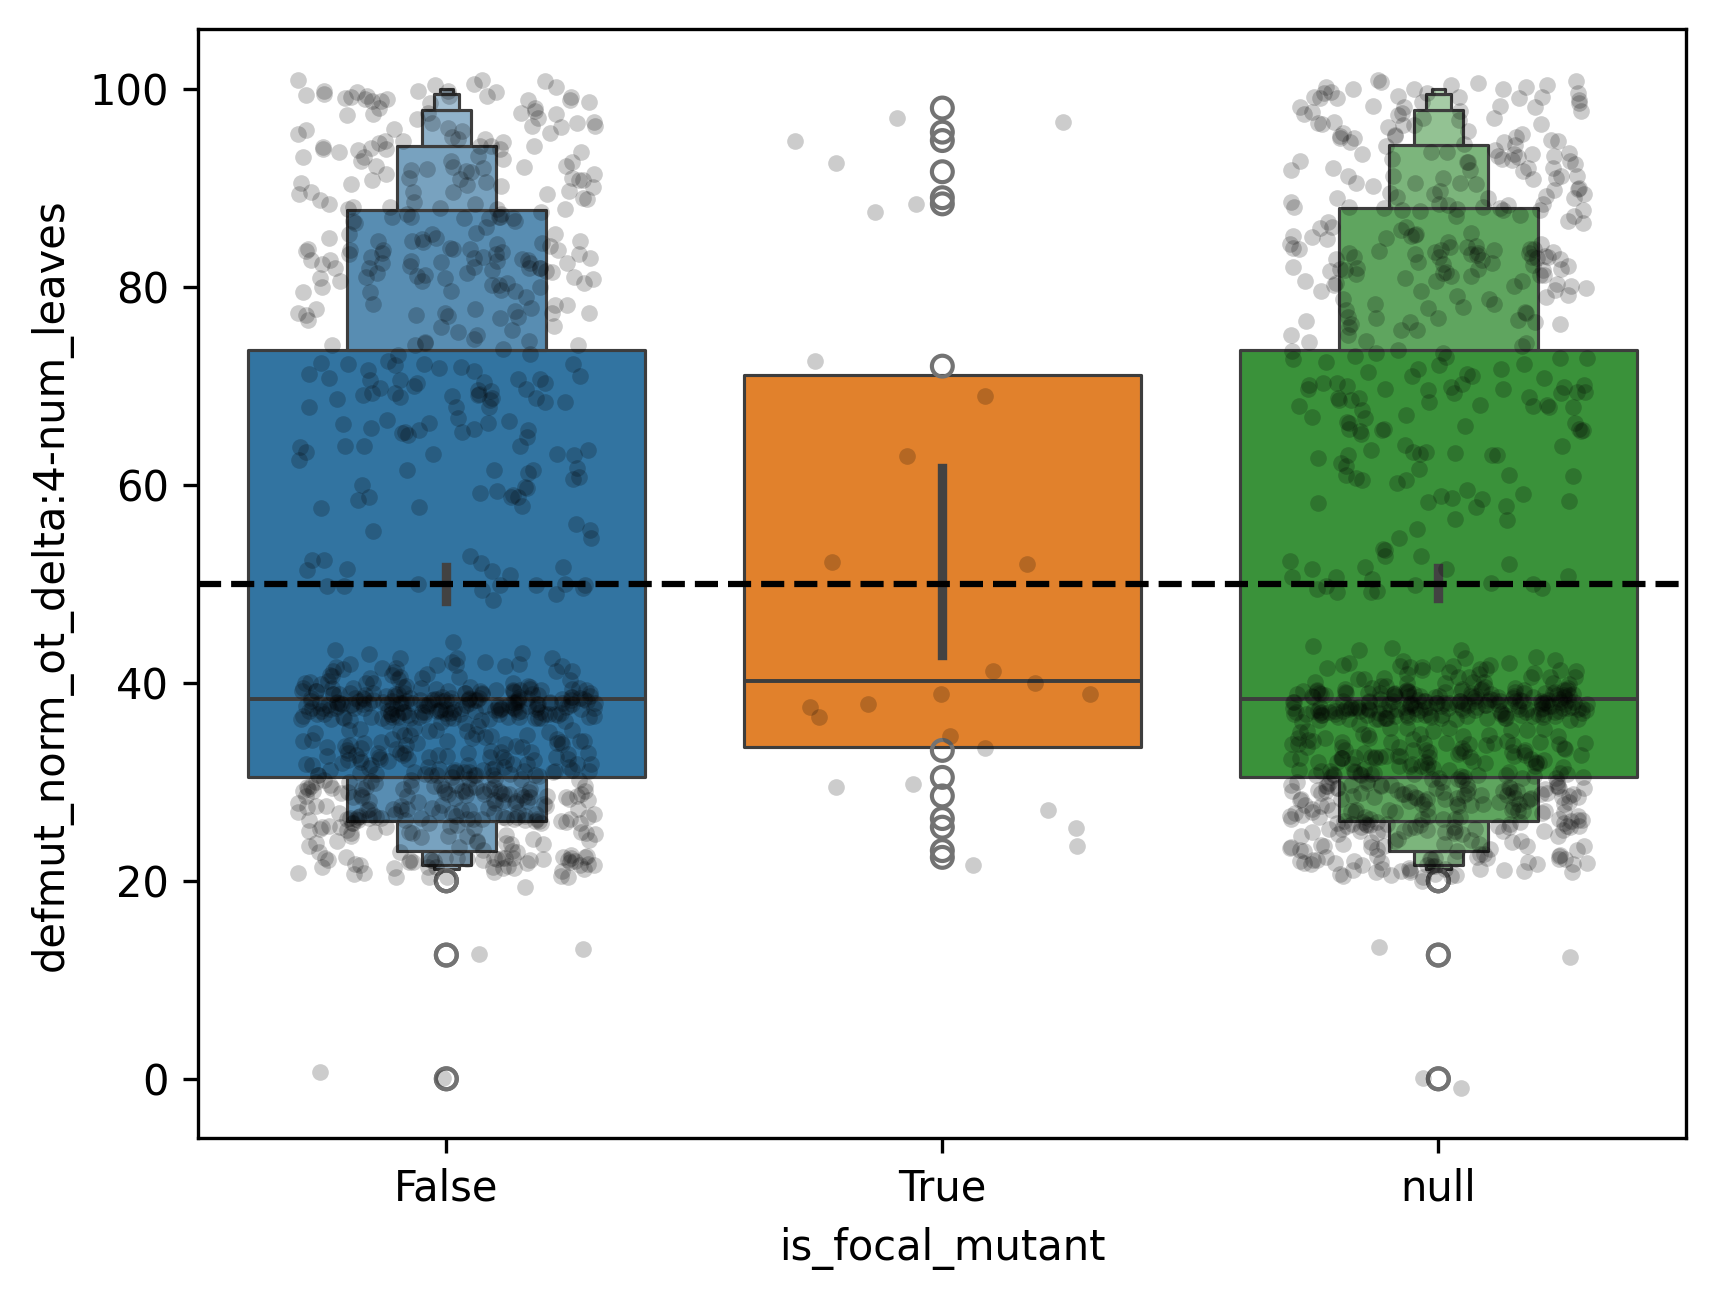 100
80
60
40
20
0
defmut_norm_ot_delta:4-num_leaves
False
True
null
is_focal_mutant